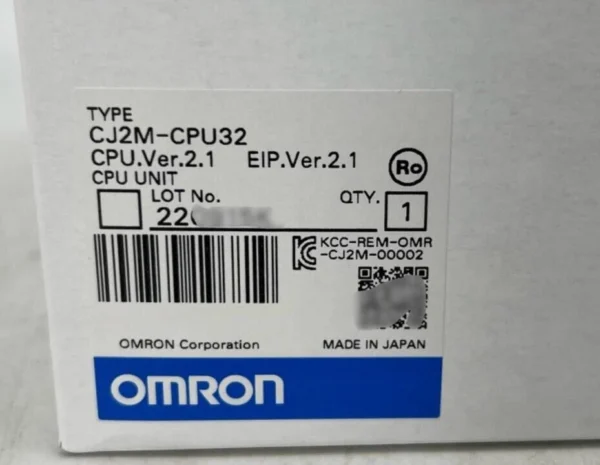 TYPE
CJ2M-CPU32
CPU.Ver.2.1 EIP.Ver.2.1
Ro
CPU UNIT
LOT No.
QTY.
1
KCC-REM-OMR
-CJ2M-00002
OMRON Corporation
MADE IN JAPAN
OMRON